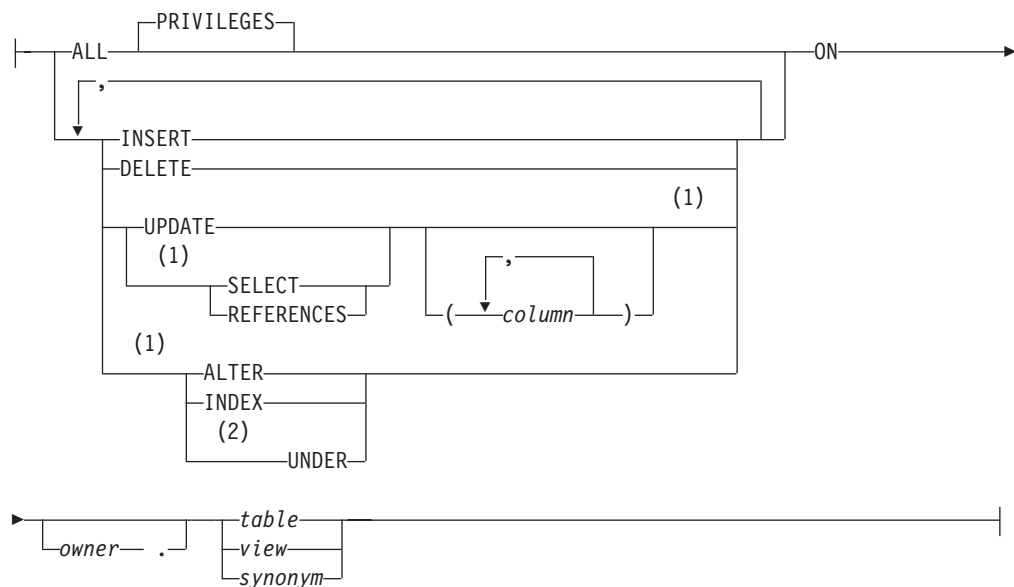 PRIVILEGES
ALL ON
,
INSERT
DELETE
(1)
UPDATE
(1)
,
SELECT
REFERENCES
( column )
(1)
ALTER
INDEX
(2)
UNDER
table
owner .
view
synonym